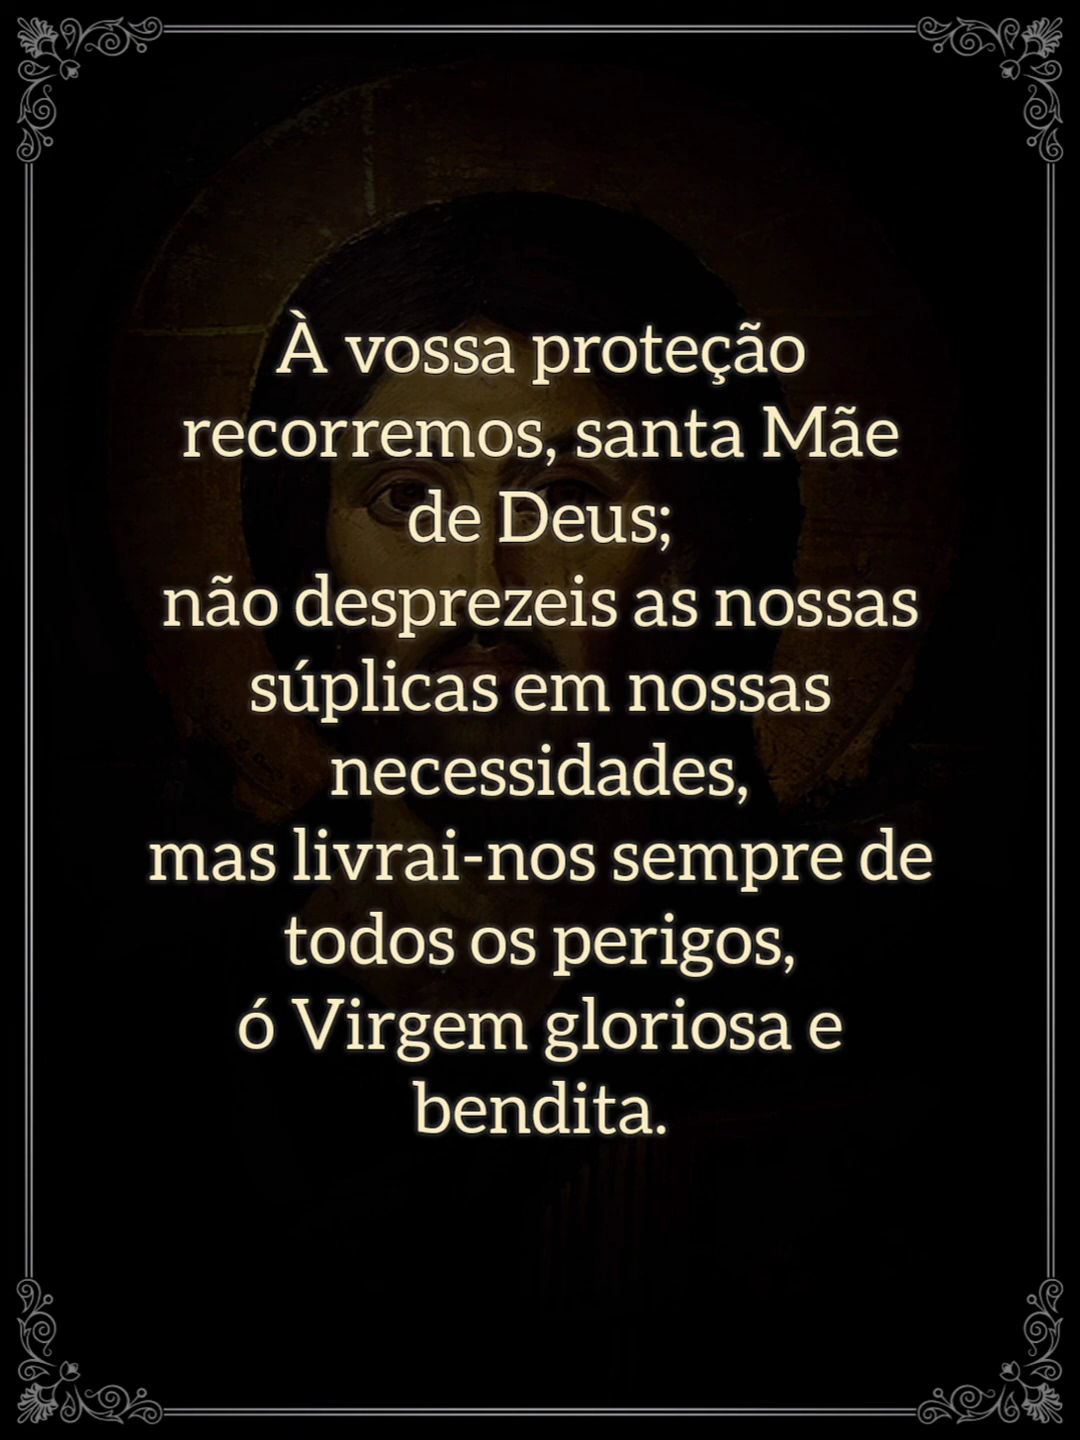 À vossa proteção
recorremos, santa Mãe
de Deus;
não desprezeis as nossas
súplicas em nossas
necessidades,
mas livrai-nos sempre de
todos os perigos,
ó Virgem gloriosa e
bendita.